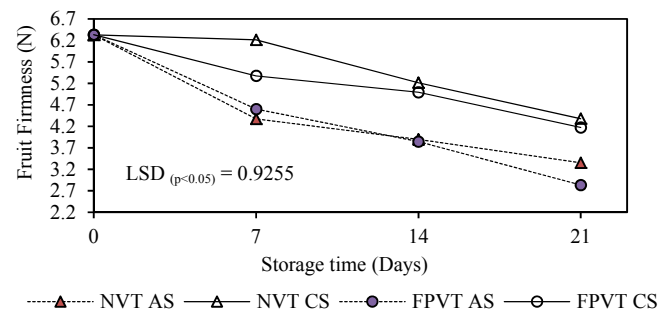 Fruit Firmness (N)
6.7
6.2
5.7
5.2
4.7
4.2
3.7
3.2
2.7
2.2
LSD (p<0.05) = 0.9255
0 7 14 21
Storage time (Days)
NVT AS NVT CS FPVT AS FPVT CS